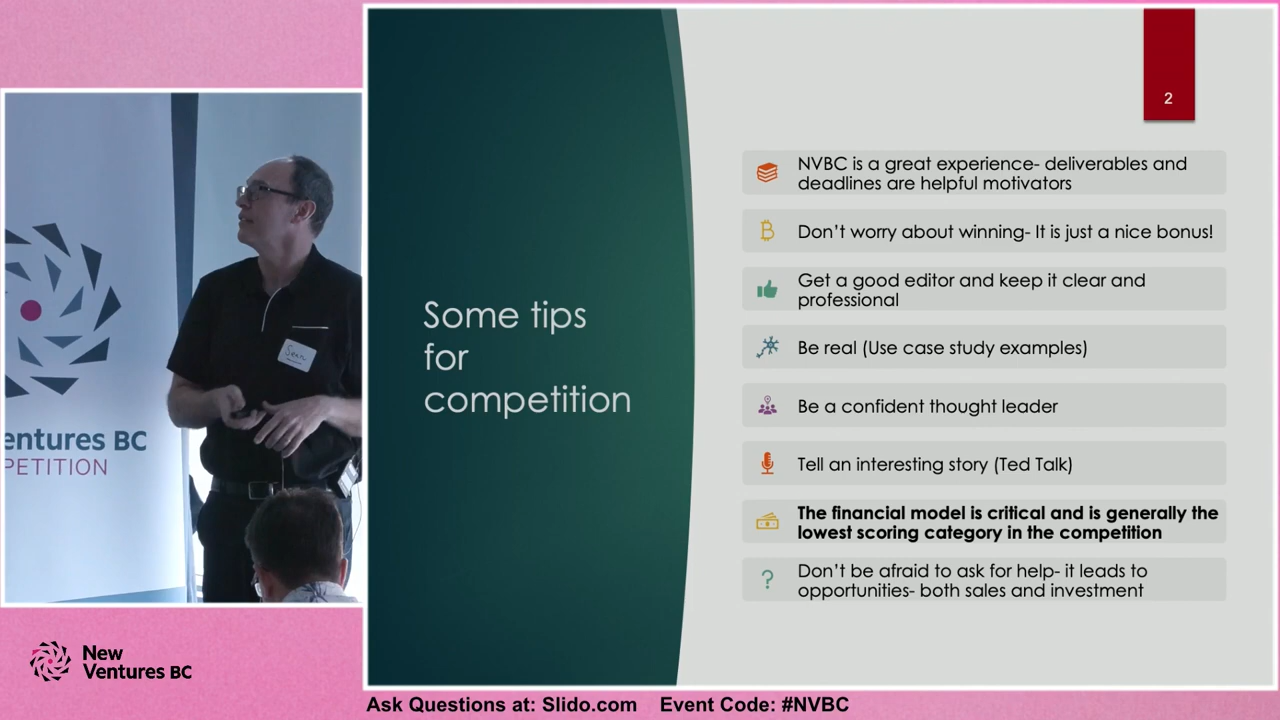 entures BC
PETITION
Sean
New
Ventures BC
Some tips
for
competition
2
NVBC is a great experience- deliverables and
deadlines are helpful motivators
Don't worry about winning- It is just a nice bonus!
Get a good editor and keep it clear and
professional
Be real (Use case study examples)
Be a confident thought leader
Tell an interesting story (Ted Talk)
The financial model is critical and is generally the
lowest scoring category in the competition
Don't be afraid to ask for help- it leads to
opportunities- both sales and investment
Ask Questions at: Slido.com Event Code: #NVBC